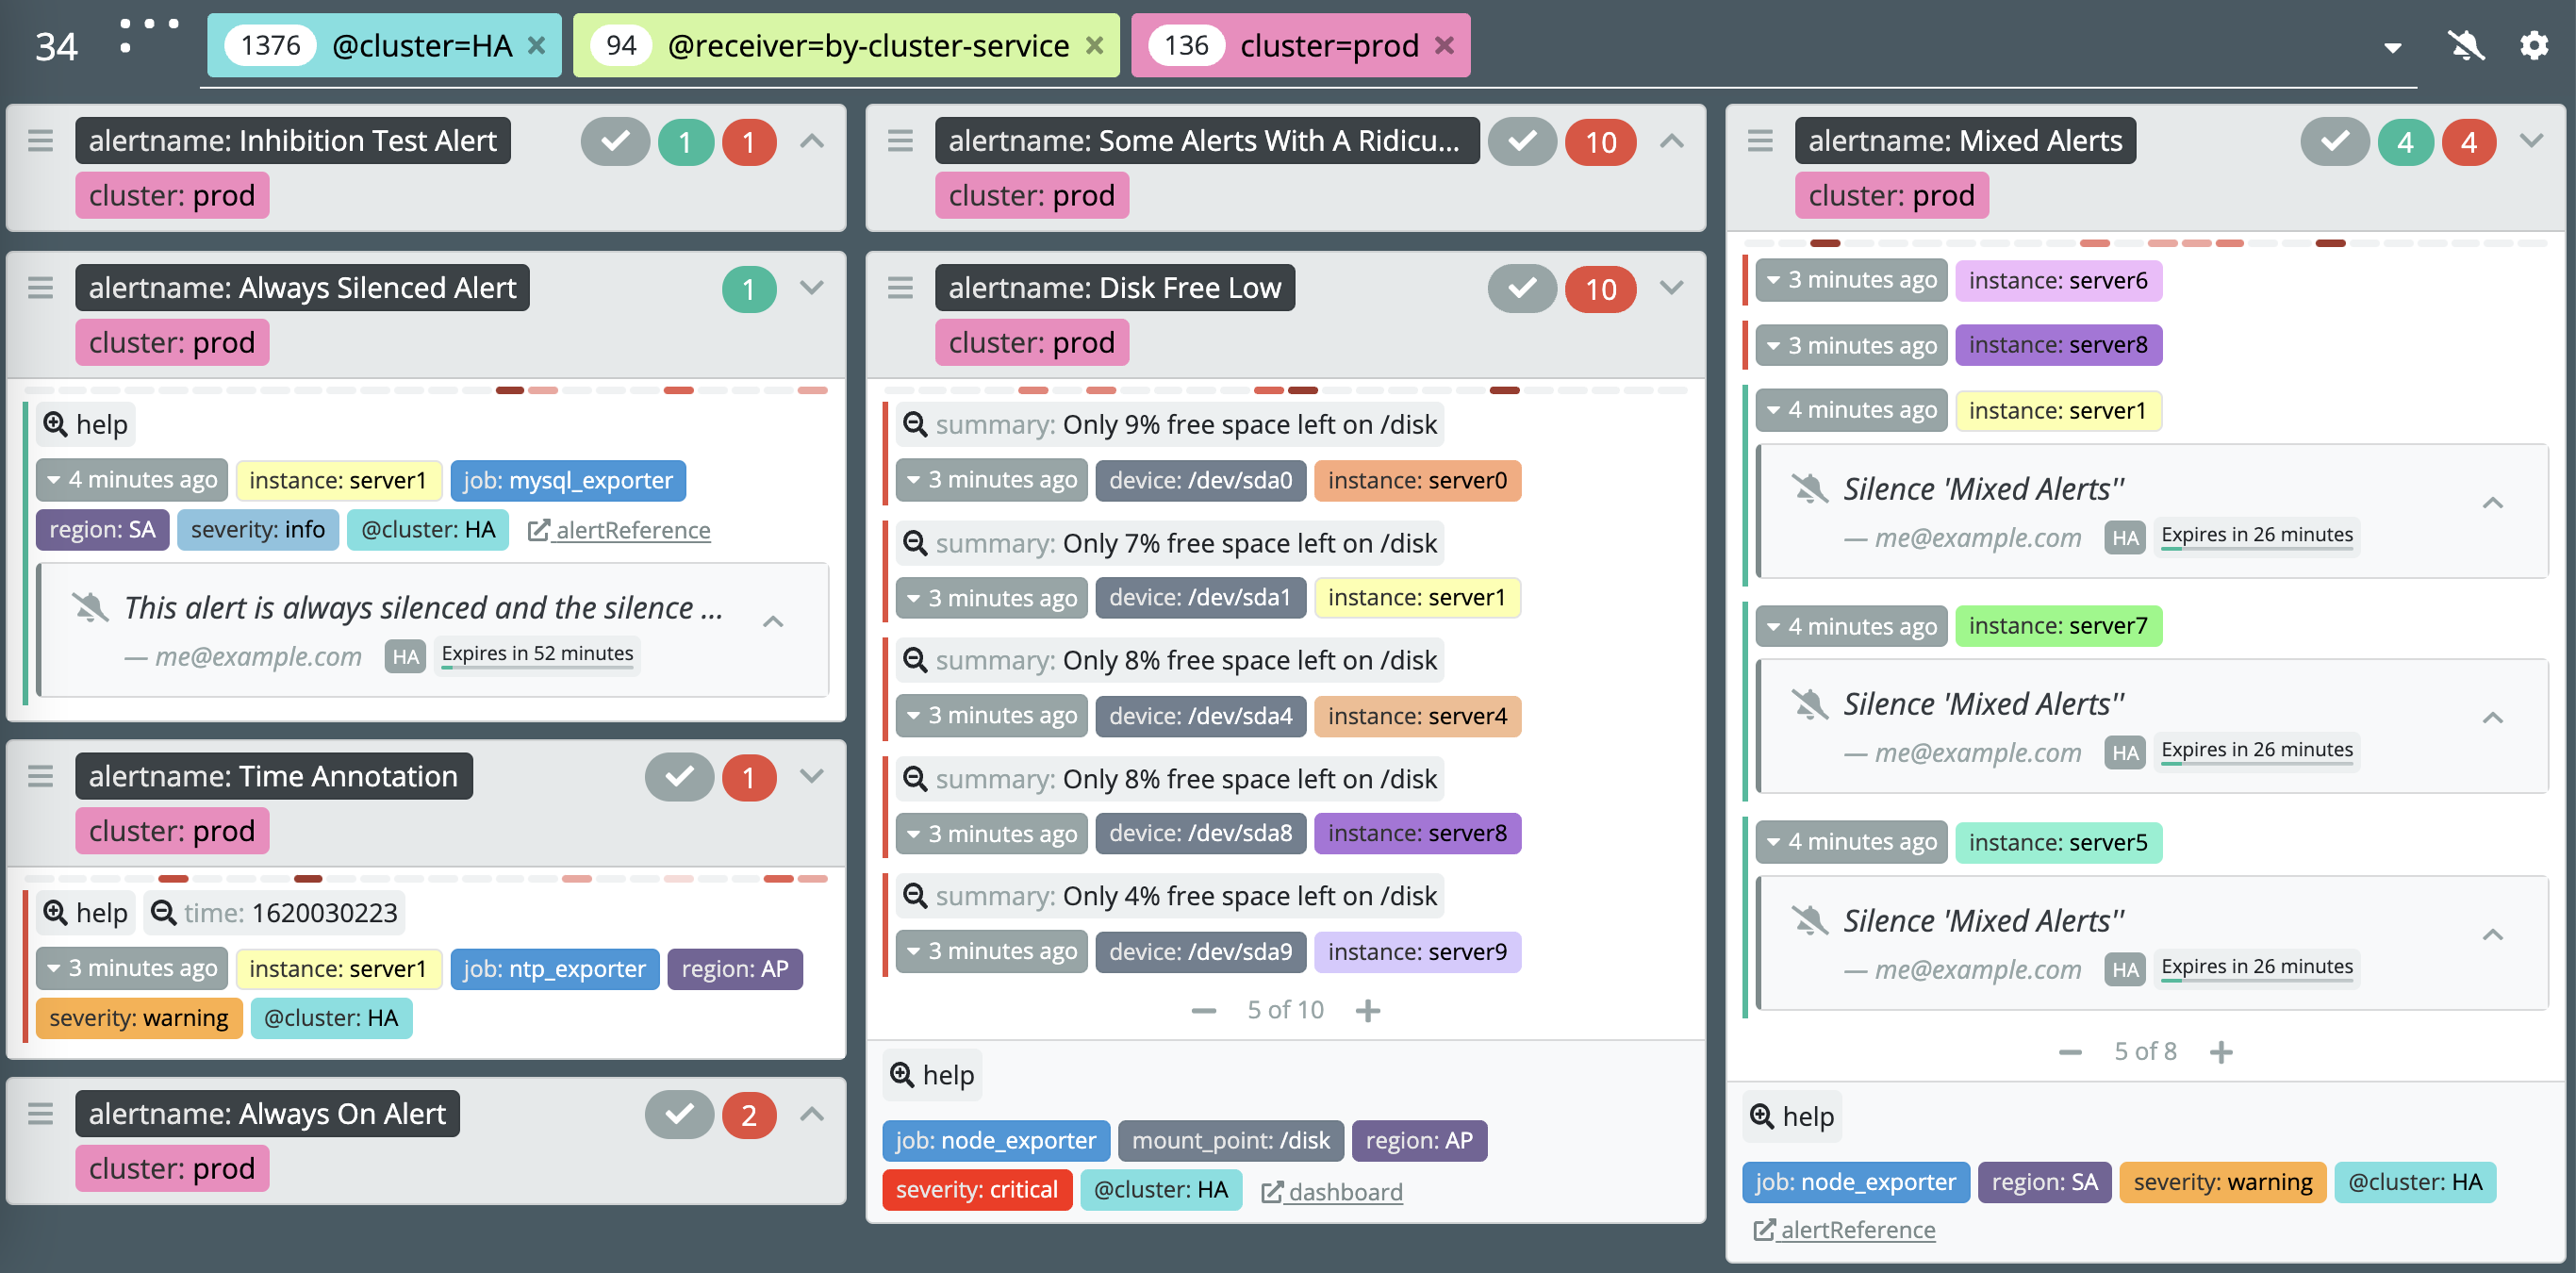 34 1376 @cluster=HA × 94 @receiver=by-cluster-service × 136 cluster=prod ×
alertname: Inhibition Test Alert 1 1
cluster: prod
alertname: Always Silenced Alert 1
cluster: prod
help
4 minutes ago instance: server1 job: mysql_exporter
region: SA severity: info @cluster: HA alertReference
This alert is always silenced and the silence ...
— me@example.com HA Expires in 52 minutes
alertname: Time Annotation 1
cluster: prod
help time: 1620030223
3 minutes ago instance: server1 job: ntp_exporter region: AP
severity: warning @cluster: HA
alertname: Always On Alert 2
cluster: prod
alertname: Some Alerts With A Ridicu... 10
cluster: prod
alertname: Disk Free Low 10
cluster: prod
summary: Only 9% free space left on /disk
3 minutes ago device: /dev/sda0 instance: server0
summary: Only 7% free space left on /disk
3 minutes ago device: /dev/sda1 instance: server1
summary: Only 8% free space left on /disk
3 minutes ago device: /dev/sda4 instance: server4
summary: Only 8% free space left on /disk
3 minutes ago device: /dev/sda8 instance: server8
summary: Only 4% free space left on /disk
3 minutes ago device: /dev/sda9 instance: server9
5 of 10
help
job: node_exporter mount_point: /disk region: AP
severity: critical @cluster: HA dashboard
alertname: Mixed Alerts 4 4
cluster: prod
3 minutes ago instance: server6
3 minutes ago instance: server8
4 minutes ago instance: server1
Silence 'Mixed Alerts''
— me@example.com HA Expires in 26 minutes
4 minutes ago instance: server7
Silence 'Mixed Alerts''
— me@example.com HA Expires in 26 minutes
4 minutes ago instance: server5
Silence 'Mixed Alerts''
— me@example.com HA Expires in 26 minutes
5 of 8
help
job: node_exporter region: SA severity: warning @cluster: HA
alertReference